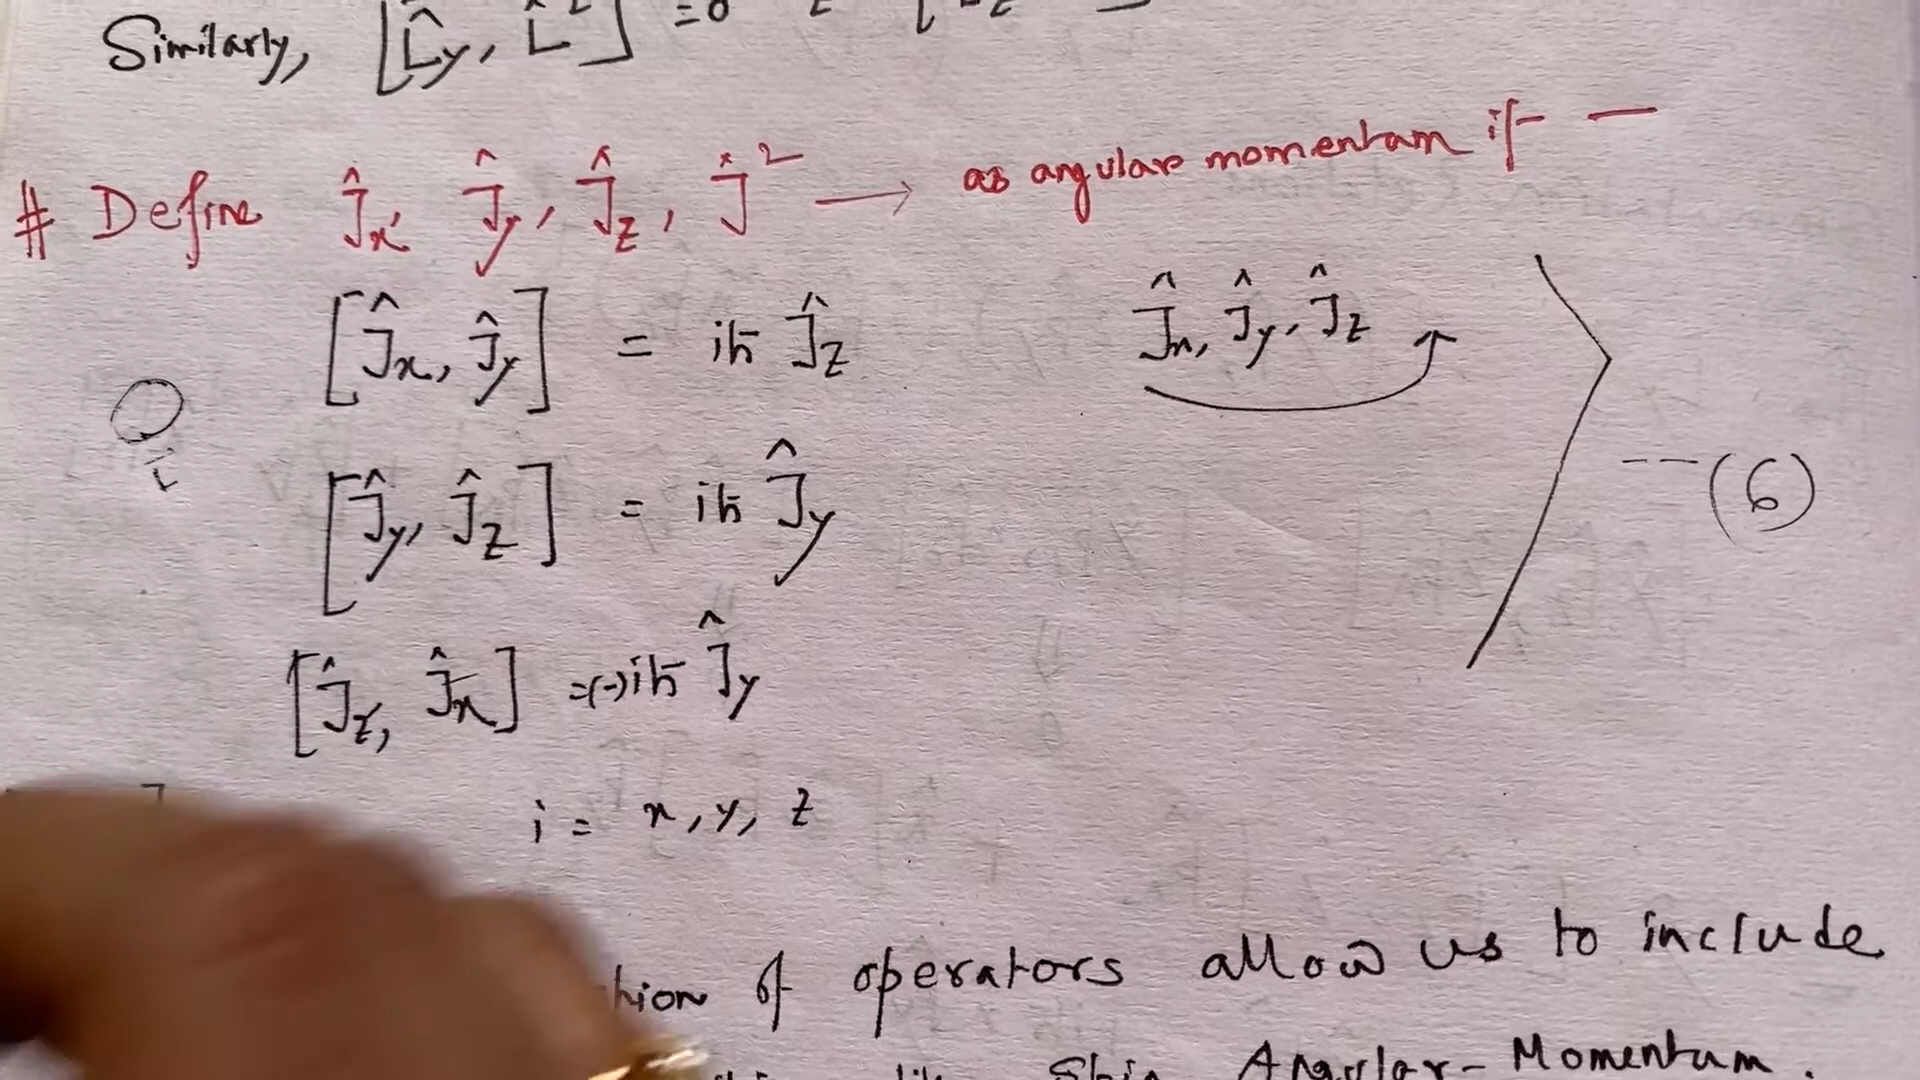 Similarly, [L̂y, L̂²] = 0
# Define Ĵx, Ĵy, Ĵz, Ĵ² → as angular momentum if —
[Ĵx, Ĵy] = iħ Ĵz Ĵx, Ĵy, Ĵz
[Ĵy, Ĵz] = iħ Ĵy --(6)
[Ĵz, Ĵx] =(-)iħ Ĵy
i = x, y, z
of operators allow us to include
Angular-Momentum.